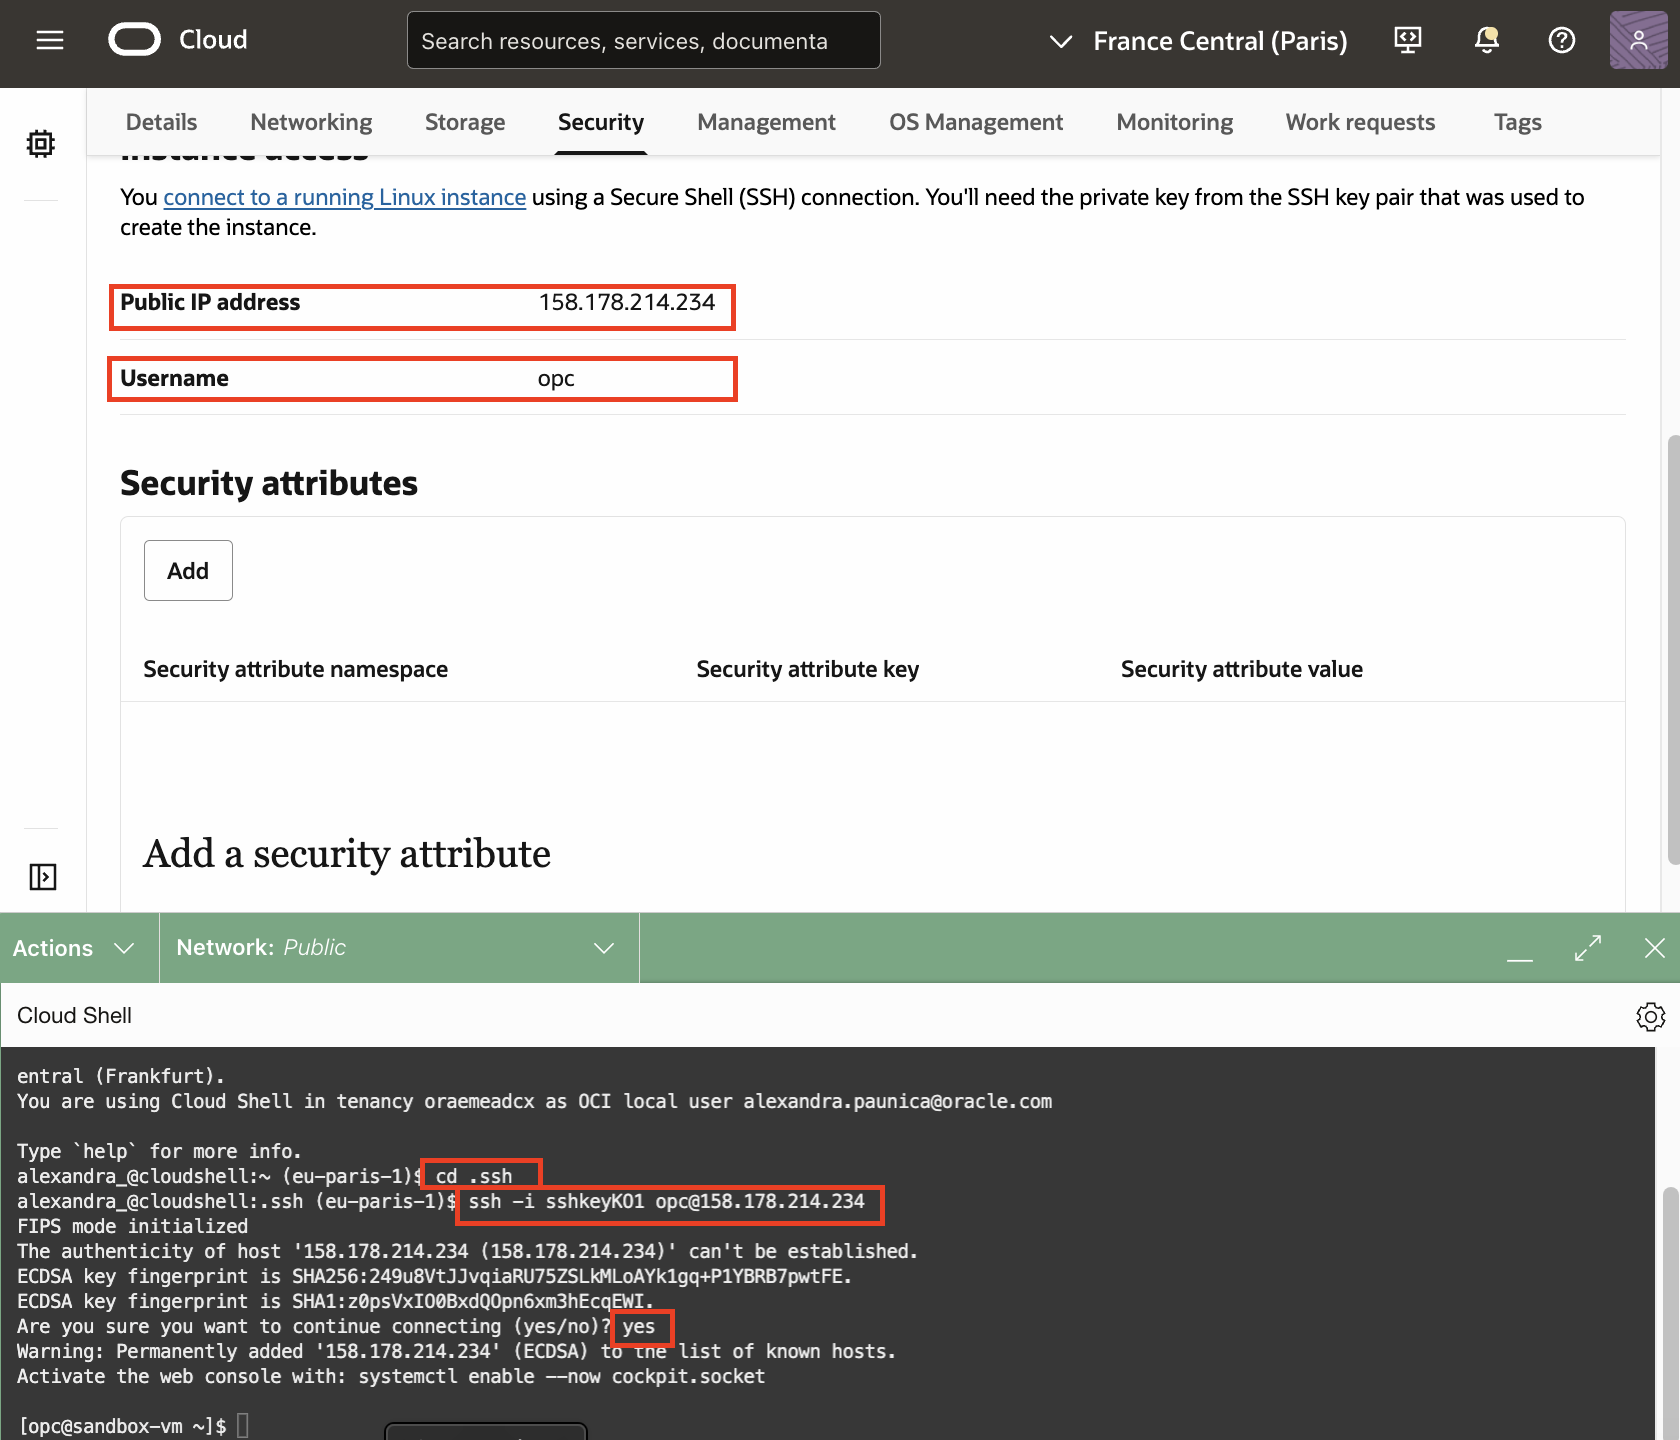 Cloud
Search resources, services, documenta
France Central (Paris)
Details Networking Storage Security Management OS Management Monitoring Work requests Tags
Instance access
You connect to a running Linux instance using a Secure Shell (SSH) connection. You'll need the private key from the SSH key pair that was used to
create the instance.
Public IP address 158.178.214.234
Username opc
Security attributes
Add
Security attribute namespace Security attribute key Security attribute value
Add a security attribute
Actions Network: Public
Cloud Shell
entral (Frankfurt).
You are using Cloud Shell in tenancy oraemeadcx as OCI local user alexandra.paunica@oracle.com
Type `help` for more info.
alexandra_@cloudshell:~ (eu-paris-1)$ cd .ssh
alexandra_@cloudshell:.ssh (eu-paris-1)$ ssh -i sshkeyKO1 opc@158.178.214.234
FIPS mode initialized
The authenticity of host '158.178.214.234 (158.178.214.234)' can't be established.
ECDSA key fingerprint is SHA256:249u8VtJJvqiaRU75ZSLkMLoAYk1gq+P1YBRB7pwtFE.
ECDSA key fingerprint is SHA1:z0psVxIO0BxdQOpn6xm3hEcqEWI.
Are you sure you want to continue connecting (yes/no)? yes
Warning: Permanently added '158.178.214.234' (ECDSA) to the list of known hosts.
Activate the web console with: systemctl enable --now cockpit.socket
[opc@sandbox-vm ~]$